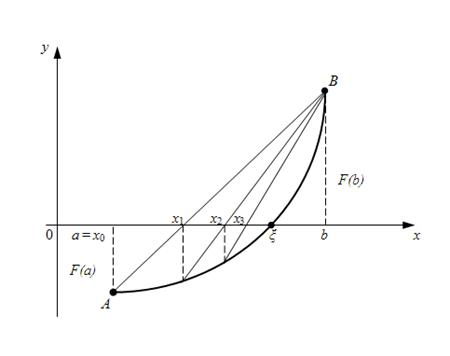 y
B
F(b)
x₁ x₂ x₃
0 a = x₀ ξ b x
F(a)
A